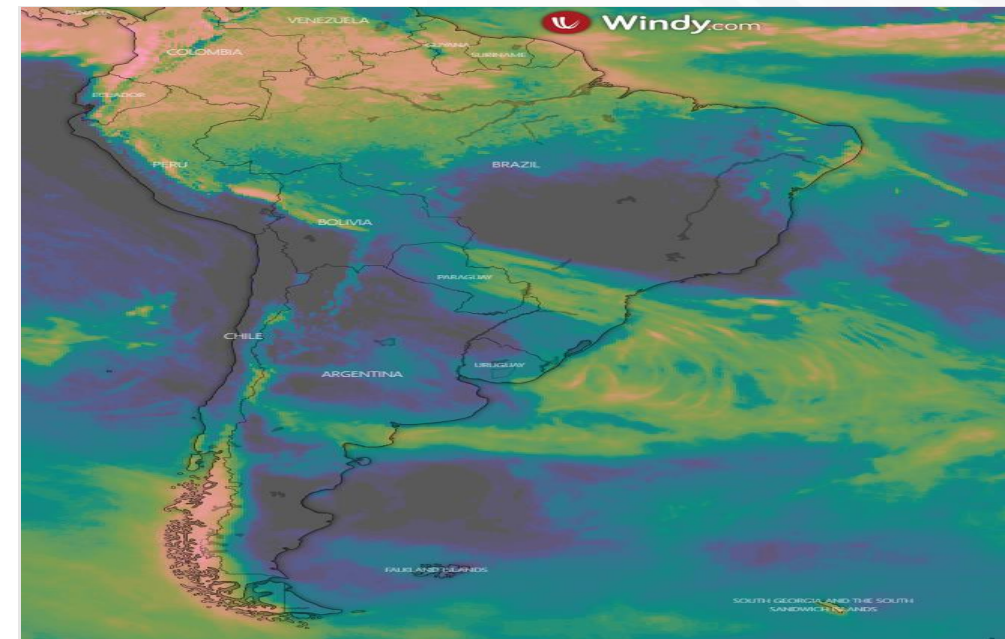 VENEZUELA
Windy.com
COLOMBIA
GUYANA
SURINAME
ECUADOR
PERU
BRAZIL
BOLIVIA
PARAGUAY
CHILE
URUGUAY
ARGENTINA
FALKLAND ISLANDS
SOUTH GEORGIA AND THE SOUTH
SANDWICH ISLANDS